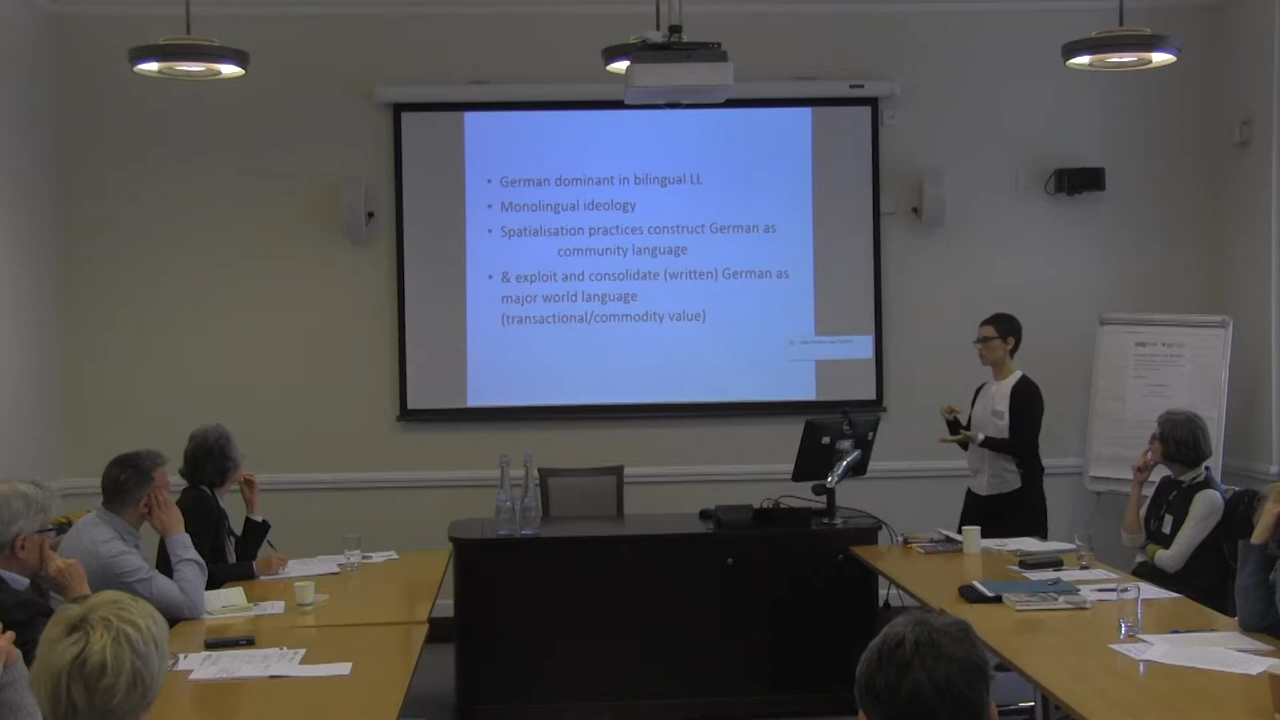 • German dominant in bilingual LL
• Monolingual ideology
• Spatialisation practices construct German as
community language
• & exploit and consolidate (written) German as
major world language
(transactional/commodity value)